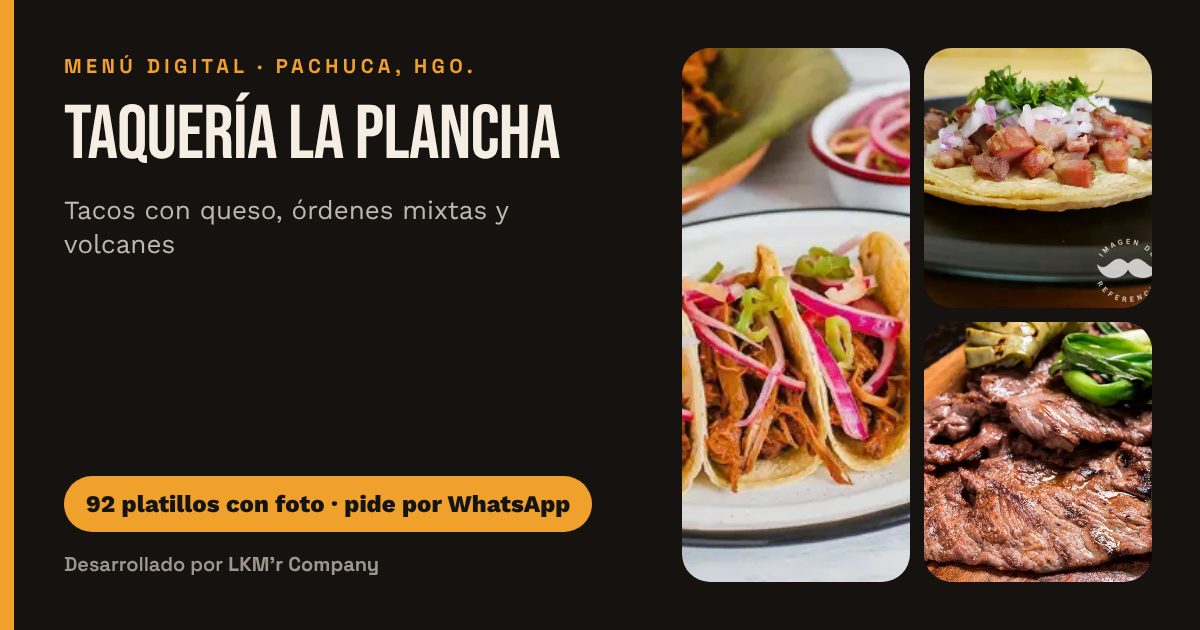 MENÚ DIGITAL · PACHUCA, HGO.
TAQUERÍA LA PLANCHA
Tacos con queso, órdenes mixtas y
volcanes
92 platillos con foto · pide por WhatsApp
Desarrollado por LKM’r Company
IMAGEN